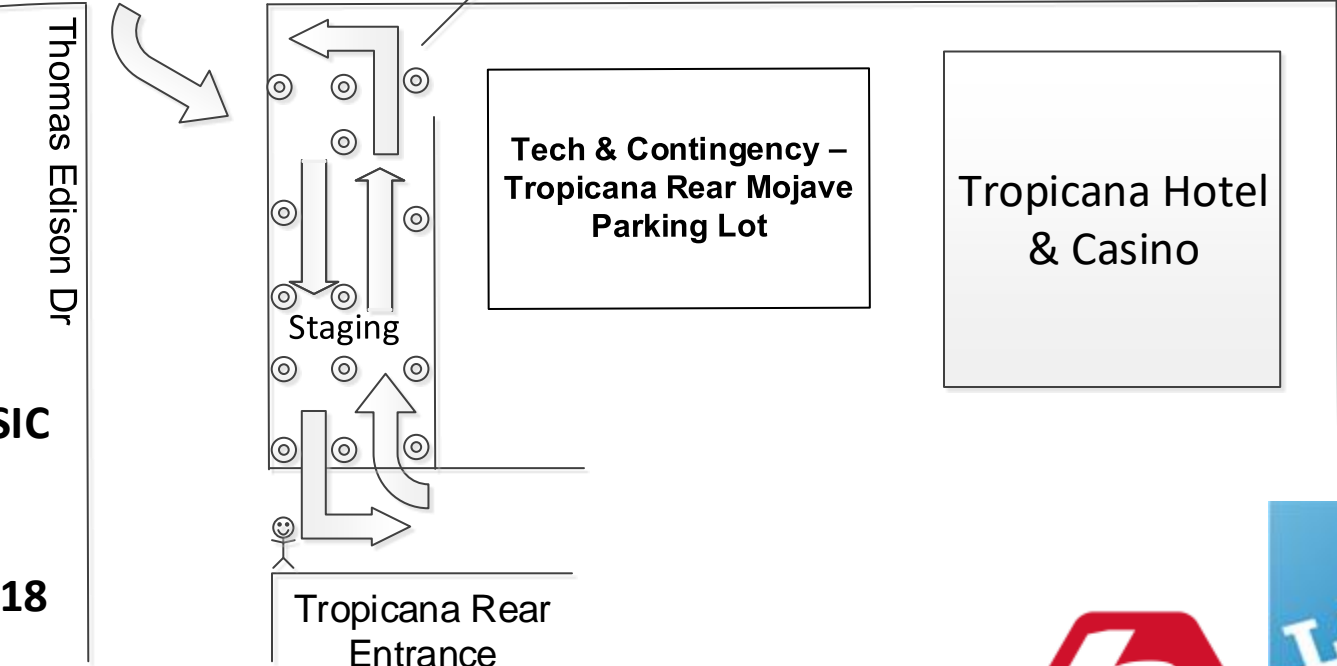 Thomas Edison Dr
Tech & Contingency –
Tropicana Rear Mojave
Parking Lot
Tropicana Hotel
& Casino
Staging
SIC
18
Tropicana Rear
Entrance